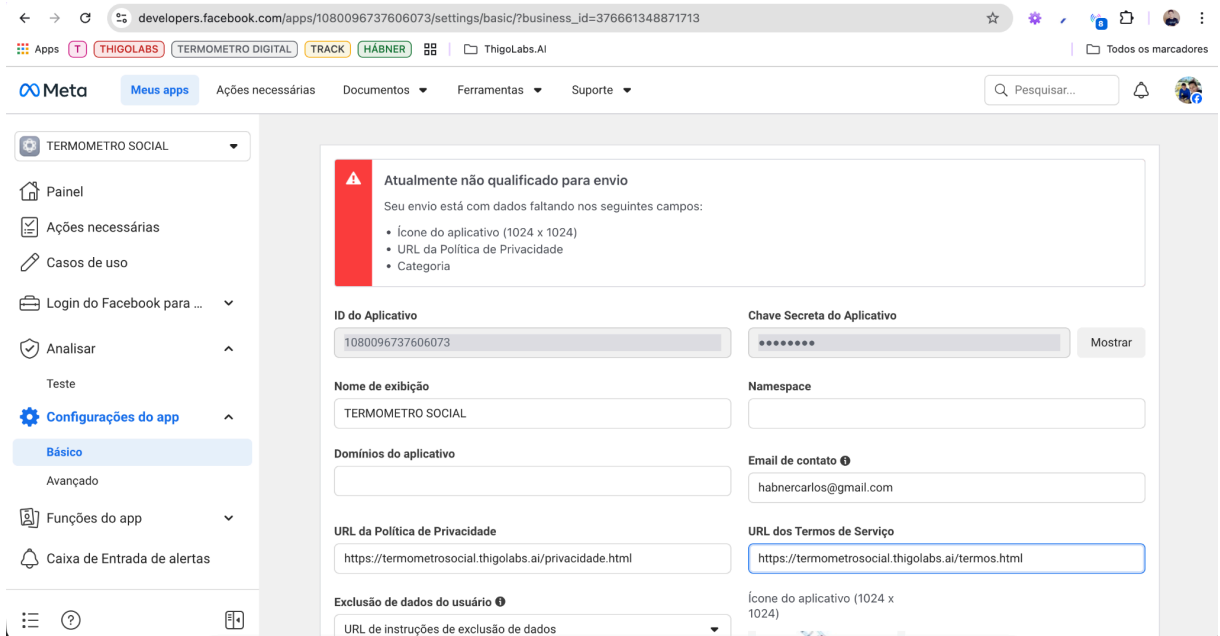 developers.facebook.com/apps/1080096737606073/settings/basic/?business_id=376661348871713
8
Apps
T
THIGOLABS
TERMOMETRO DIGITAL
TRACK
HÁBNER
ThigoLabs.AI
Todos os marcadores
Meta
Meus apps
Ações necessárias
Documentos
Ferramentas
Suporte
Pesquisar...
TERMOMETRO SOCIAL
Painel
Ações necessárias
Casos de uso
Login do Facebook para ...
Analisar
Teste
Configurações do app
Básico
Avançado
Funções do app
Caixa de Entrada de alertas
Atualmente não qualificado para envio
Seu envio está com dados faltando nos seguintes campos:
• Ícone do aplicativo (1024 x 1024)
• URL da Política de Privacidade
• Categoria
ID do Aplicativo
1080096737606073
Chave Secreta do Aplicativo
●●●●●●●●
Mostrar
Nome de exibição
TERMOMETRO SOCIAL
Namespace
Domínios do aplicativo
Email de contato
habnercarlos@gmail.com
URL da Política de Privacidade
https://termometrosocial.thigolabs.ai/privacidade.html
URL dos Termos de Serviço
https://termometrosocial.thigolabs.ai/termos.html
Exclusão de dados do usuário
URL de instruções de exclusão de dados
Ícone do aplicativo (1024 x
1024)